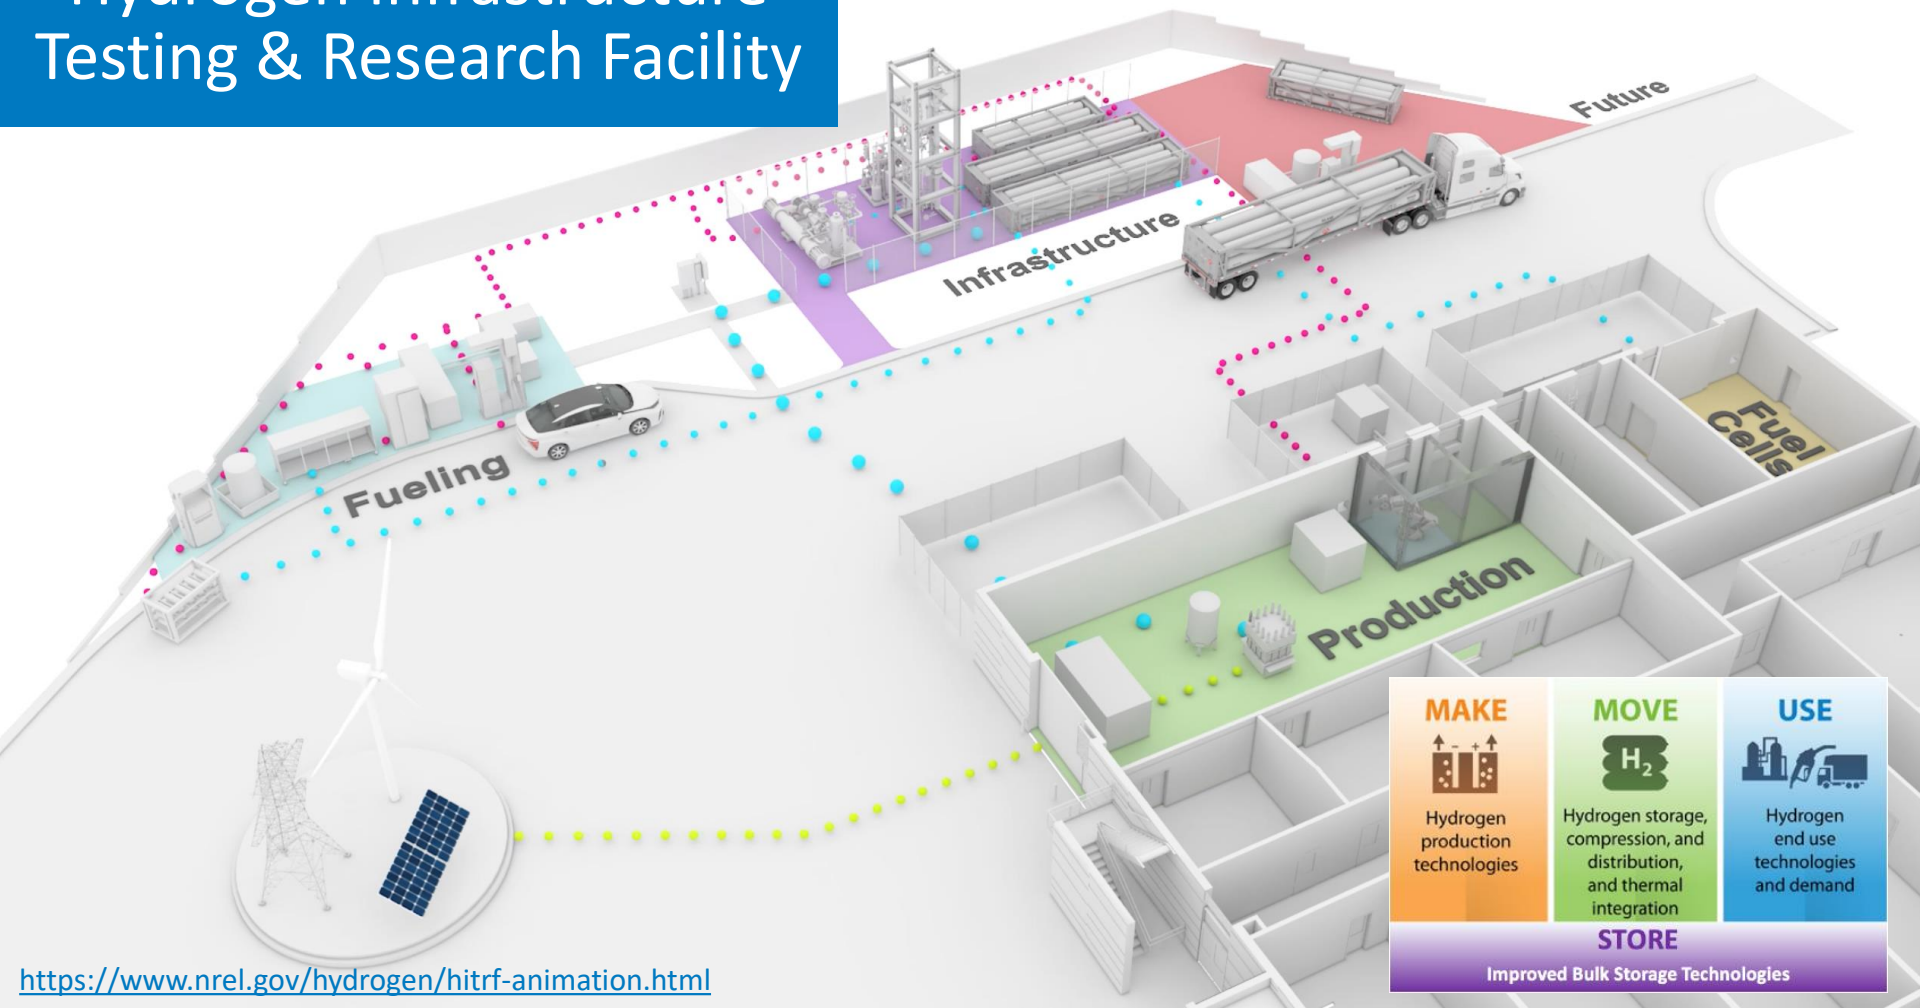 Hydrogen Infrastructure
Testing & Research Facility
Future
Infrastructure
Fueling
Fuel
Cells
Production
MAKE
Hydrogen
production
technologies
MOVE
H2
Hydrogen storage,
compression, and
distribution,
and thermal
integration
USE
Hydrogen
end use
technologies
and demand
STORE
Improved Bulk Storage Technologies
https://www.nrel.gov/hydrogen/hitrf-animation.html